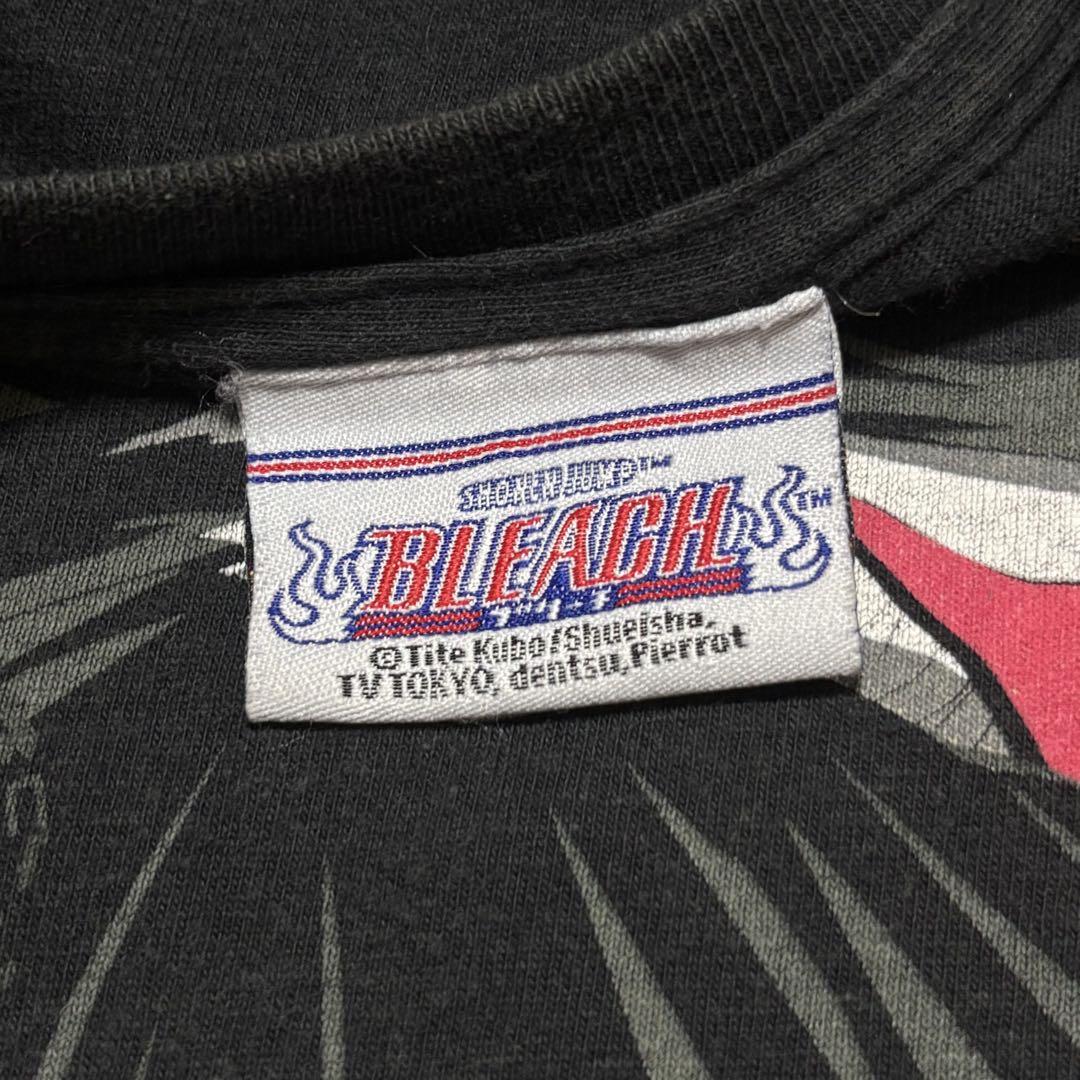 SHONEN JUMP™
BLEACH™
©Tite Kubo/Shueisha,
TV TOKYO, dentsu, Pierrot